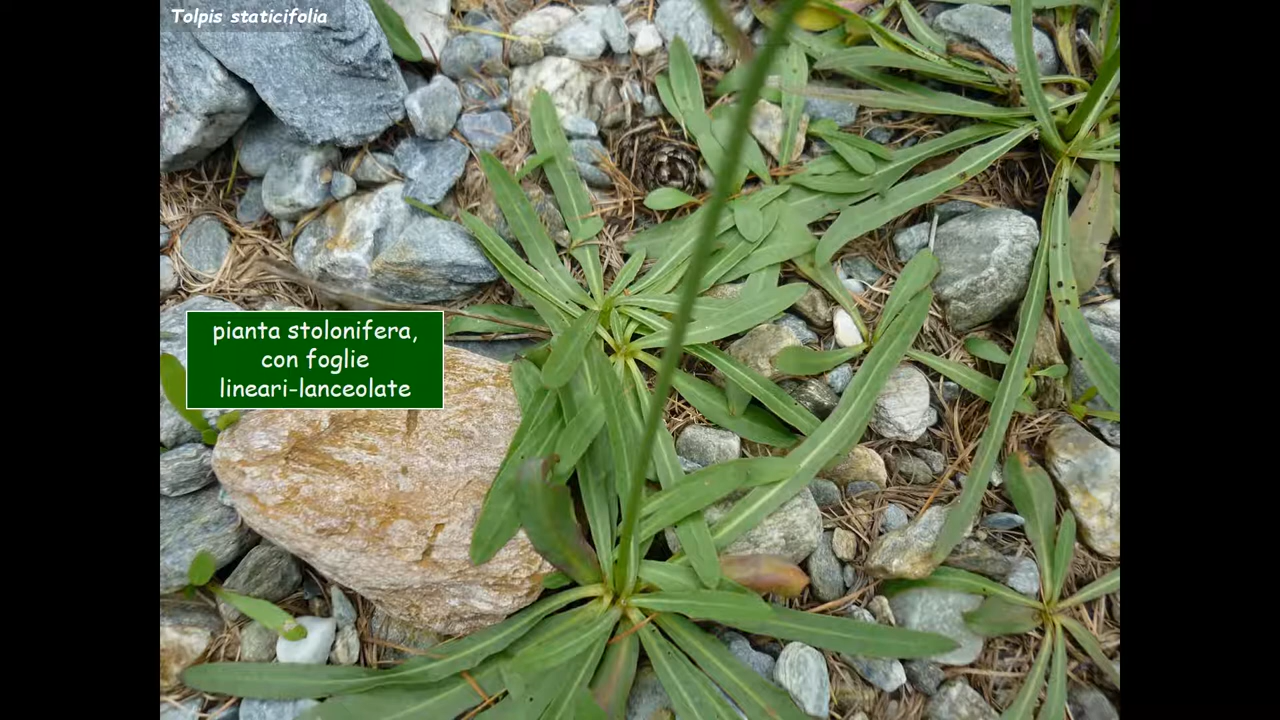 Tolpis staticifolia
pianta stolonifera,
con foglie
lineari-lanceolate